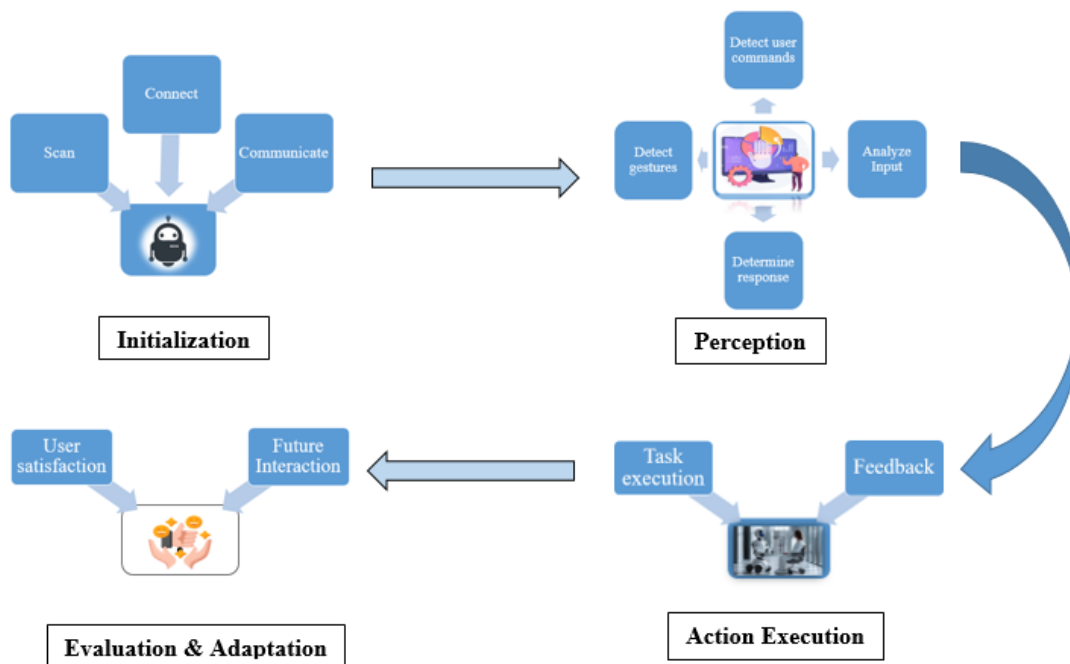 Connect
Scan
Communicate
Initialization
Detect user
commands
Detect
gestures
Analyze
Input
Determine
response
Perception
User
satisfaction
Future
Interaction
Evaluation & Adaptation
Task
execution
Feedback
Action Execution